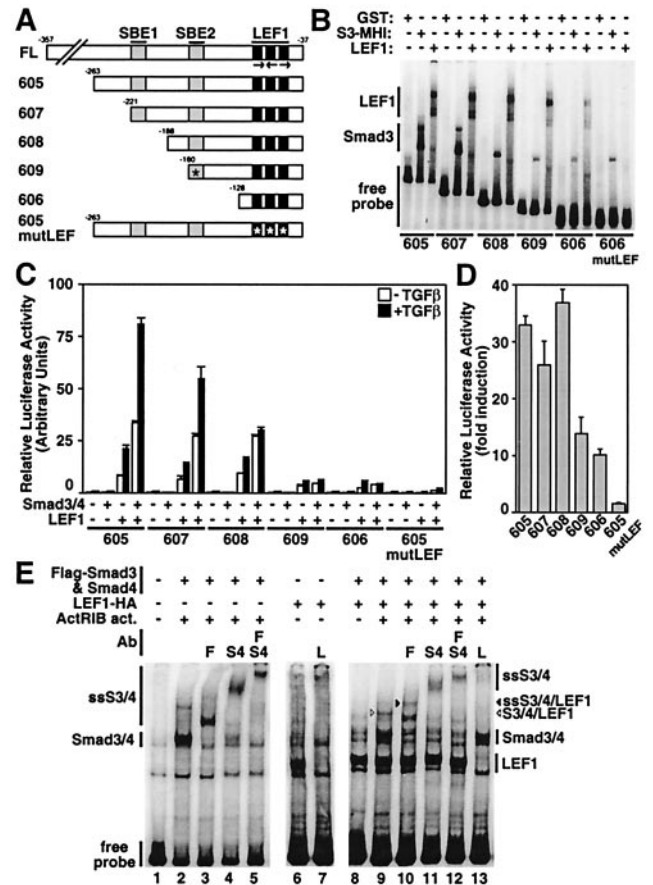 A
-357
SBE1 SBE2 LEF1
-37
FL
-263
605
-221
607
-186
608
-160
609
-128
606
605
mutLEF
-263
B
GST: + - - + - - + - - + - - + - - + - -
S3-MHI: - + - - + - - + - - + - - + - - + -
LEF1: - - + - - + - - + - - + - - + - - +
LEF1
Smad3
free
probe
605 607 608 609 606 606
mutLEF
C
Relative Luciferase Activity
(Arbitrary Units)
100
75
50
25
0
- TGFβ
+TGFβ
Smad3/4 - + - + - + - + - + - + - + - + - + - + - + - +
LEF1 - - + + - - + + - - + + - - + + - - + + - - + +
605 607 608 609 606 605
mutLEF
D
Relative Luciferase Activity
(fold induction)
40
30
20
10
0
605 607 608 609 606 605 mutLEF
E
Flag-Smad3
& Smad4 - + + + + - - + + + + + +
LEF1-HA - - - - - + + + + + + + +
ActRIB act. - + + + + - - - + + + + +
Ab F S4 F S4 L F S4 F S4 L
ssS3/4
Smad3/4
free
probe
ssS3/4
ssS3/4/LEF1
S3/4/LEF1
Smad3/4
LEF1
1 2 3 4 5 6 7 8 9 10 11 12 13